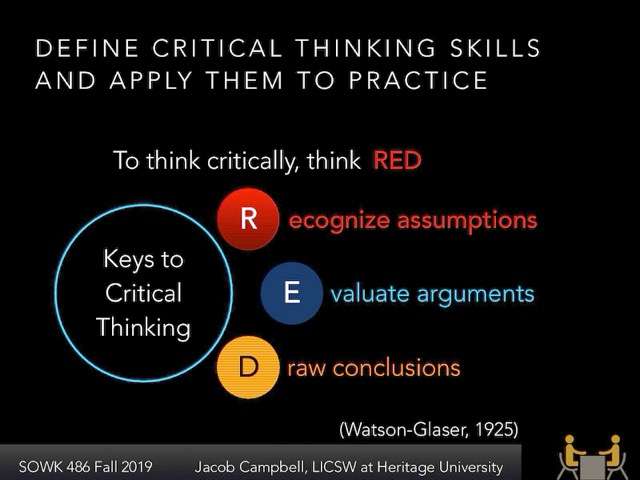 DEFINE CRITICAL THINKING SKILLS
AND APPLY THEM TO PRACTICE
To think critically, think RED
Keys to
Critical
Thinking
R ecognize assumptions
E valuate arguments
D raw conclusions
(Watson-Glaser, 1925)
SOWK 486 Fall 2019 Jacob Campbell, LICSW at Heritage University